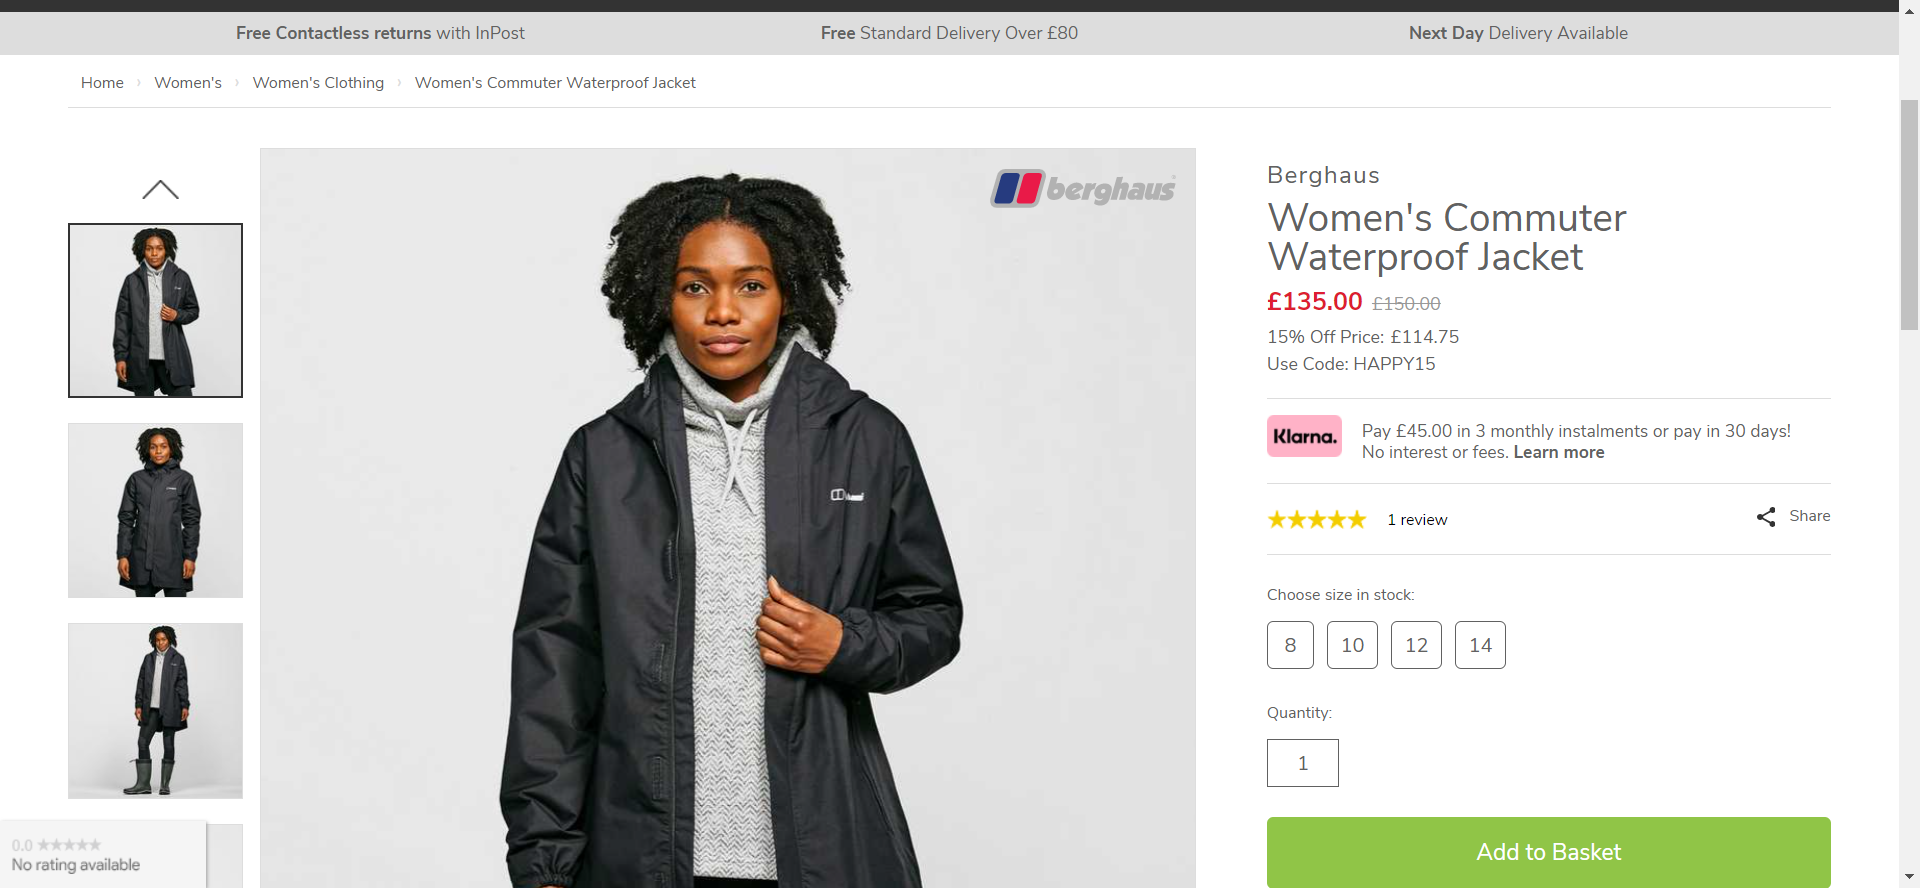 Free Contactless returns with InPost
Free Standard Delivery Over £80
Next Day Delivery Available
Home › Women's › Women's Clothing › Women's Commuter Waterproof Jacket
berghaus
Berghaus
Women's Commuter
Waterproof Jacket
£135.00 £150.00
15% Off Price: £114.75
Use Code: HAPPY15
Klarna.
Pay £45.00 in 3 monthly instalments or pay in 30 days!
No interest or fees. Learn more
1 review
Share
Choose size in stock:
8 10 12 14
Quantity:
1
Add to Basket
0.0
No rating available